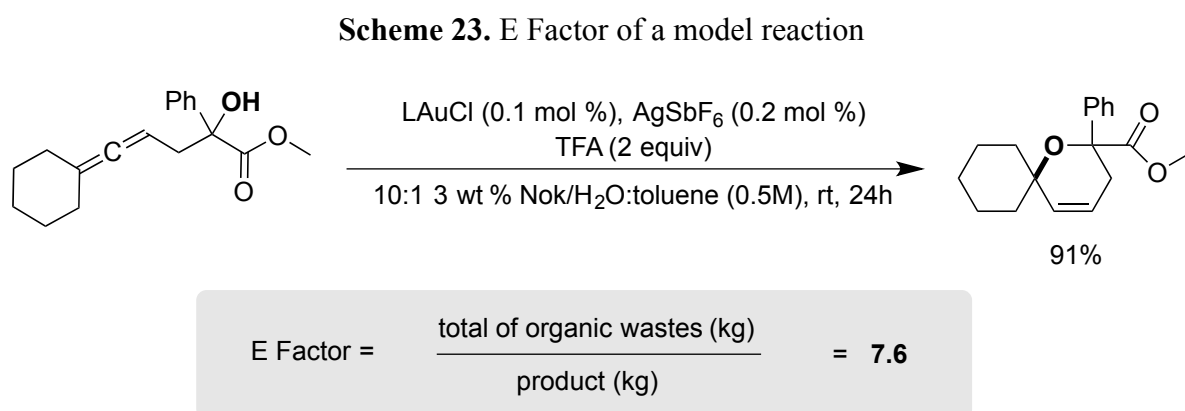 Scheme 23. E Factor of a model reaction
Ph
OH
O
O
LAuCl (0.1 mol %), AgSbF6 (0.2 mol %)
TFA (2 equiv)
10:1 3 wt % Nok/H2O:toluene (0.5M), rt, 24h
Ph
O
O
O
91%
E Factor = total of organic wastes (kg) = 7.6
product (kg)